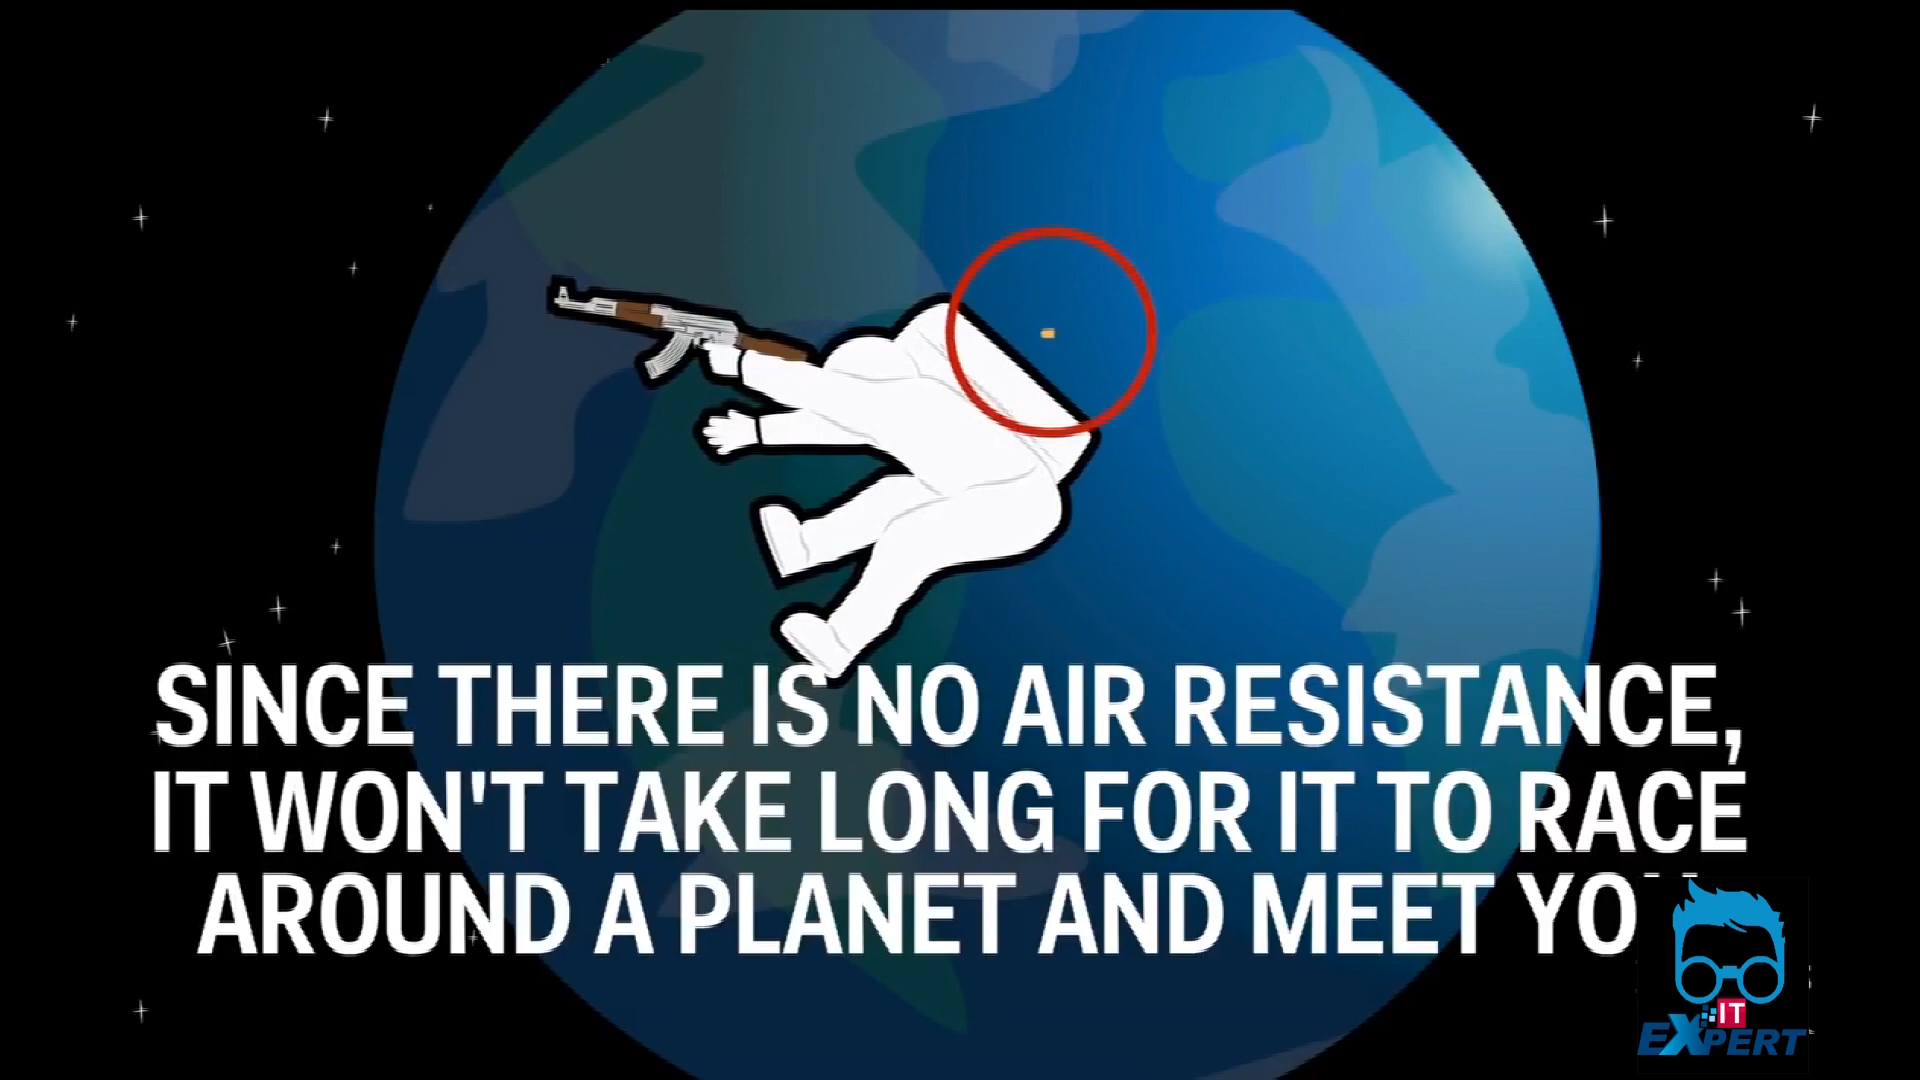 SINCE THERE IS NO AIR RESISTANCE,
IT WON'T TAKE LONG FOR IT TO RACE
AROUND A PLANET AND MEET
IT
EXPERT